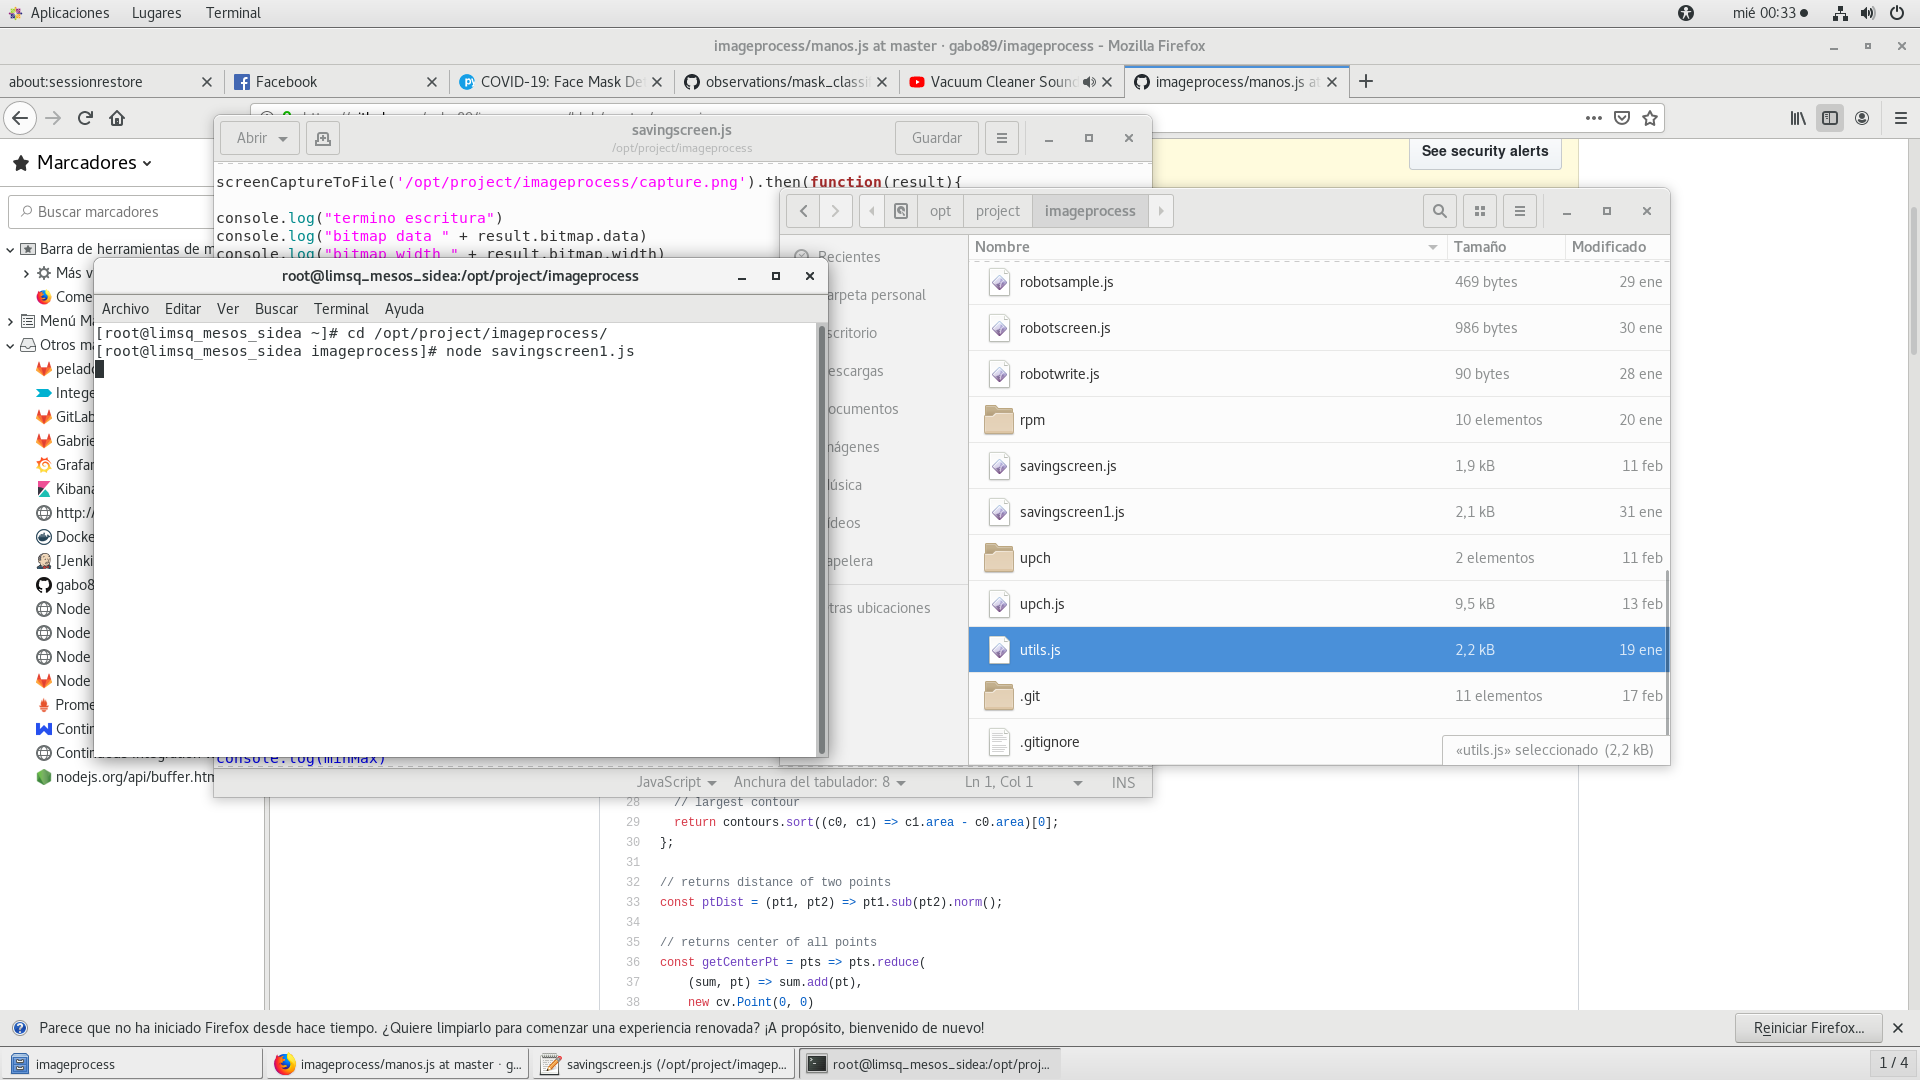 Aplicaciones Lugares Terminal mié 00:33
imageprocess/manos.js at master · gabo89/imageprocess - Mozilla Firefox
about:sessionrestore
Facebook
COVID-19: Face Mask De
observations/mask_classi
Vacuum Cleaner Soun
imageprocess/manos.js at
Marcadores
Buscar marcadores
Barra de herramientas de m
Más v
Come
Menú M
Otros m
pelado
Intege
GitLab
Gabrie
Grafan
Kibana
http:/
Docke
[Jenki
gabo8
Node
Node
Node
Node
Prome
Contin
nodejs.org/api/buffer.htm
See security alerts
Abrir
savingscreen.js
/opt/project/imageprocess
Guardar
screenCaptureToFile('/opt/project/imageprocess/capture.png').then(function(result){
console.log("termino escritura")
console.log("bitmap data " + result.bitmap.data)
console.log("bitmap width " + result.bitmap.width)
console.log(minMax)
JavaScript Anchura del tabulador: 8 Ln 1, Col 1 INS
root@limsq_mesos_sidea:/opt/project/imageprocess
Archivo Editar Ver Buscar Terminal Ayuda
[root@limsq_mesos_sidea ~]# cd /opt/project/imageprocess/
[root@limsq_mesos_sidea imageprocess]# node savingscreen1.js
opt project imageprocess
Recientes
arpeta personal
scritorio
escargas
ocumentos
mágenes
úsica
ídeos
apelera
tras ubicaciones
Nombre Tamaño Modificado
robotsample.js 469 bytes 29 ene
robotscreen.js 986 bytes 30 ene
robotwrite.js 90 bytes 28 ene
rpm 10 elementos 20 ene
savingscreen.js 1,9 kB 11 feb
savingscreen1.js 2,1 kB 31 ene
upch 2 elementos 11 feb
upch.js 9,5 kB 13 feb
utils.js 2,2 kB 19 ene
.git 11 elementos 17 feb
.gitignore
«utils.js» seleccionado (2,2 kB)
28 // largest contour
29 return contours.sort((c0, c1) => c1.area - c0.area)[0];
30 };
31
32 // returns distance of two points
33 const ptDist = (pt1, pt2) => pt1.sub(pt2).norm();
34
35 // returns center of all points
36 const getCenterPt = pts => pts.reduce(
37 (sum, pt) => sum.add(pt),
38 new cv.Point(0, 0)
Parece que no ha iniciado Firefox desde hace tiempo. ¿Quiere limpiarlo para comenzar una experiencia renovada? ¡A propósito, bienvenido de nuevo!
Reiniciar Firefox...
imageprocess
imageprocess/manos.js at master · g...
savingscreen.js (/opt/project/imagep...
root@limsq_mesos_sidea:/opt/proj...
1 / 4